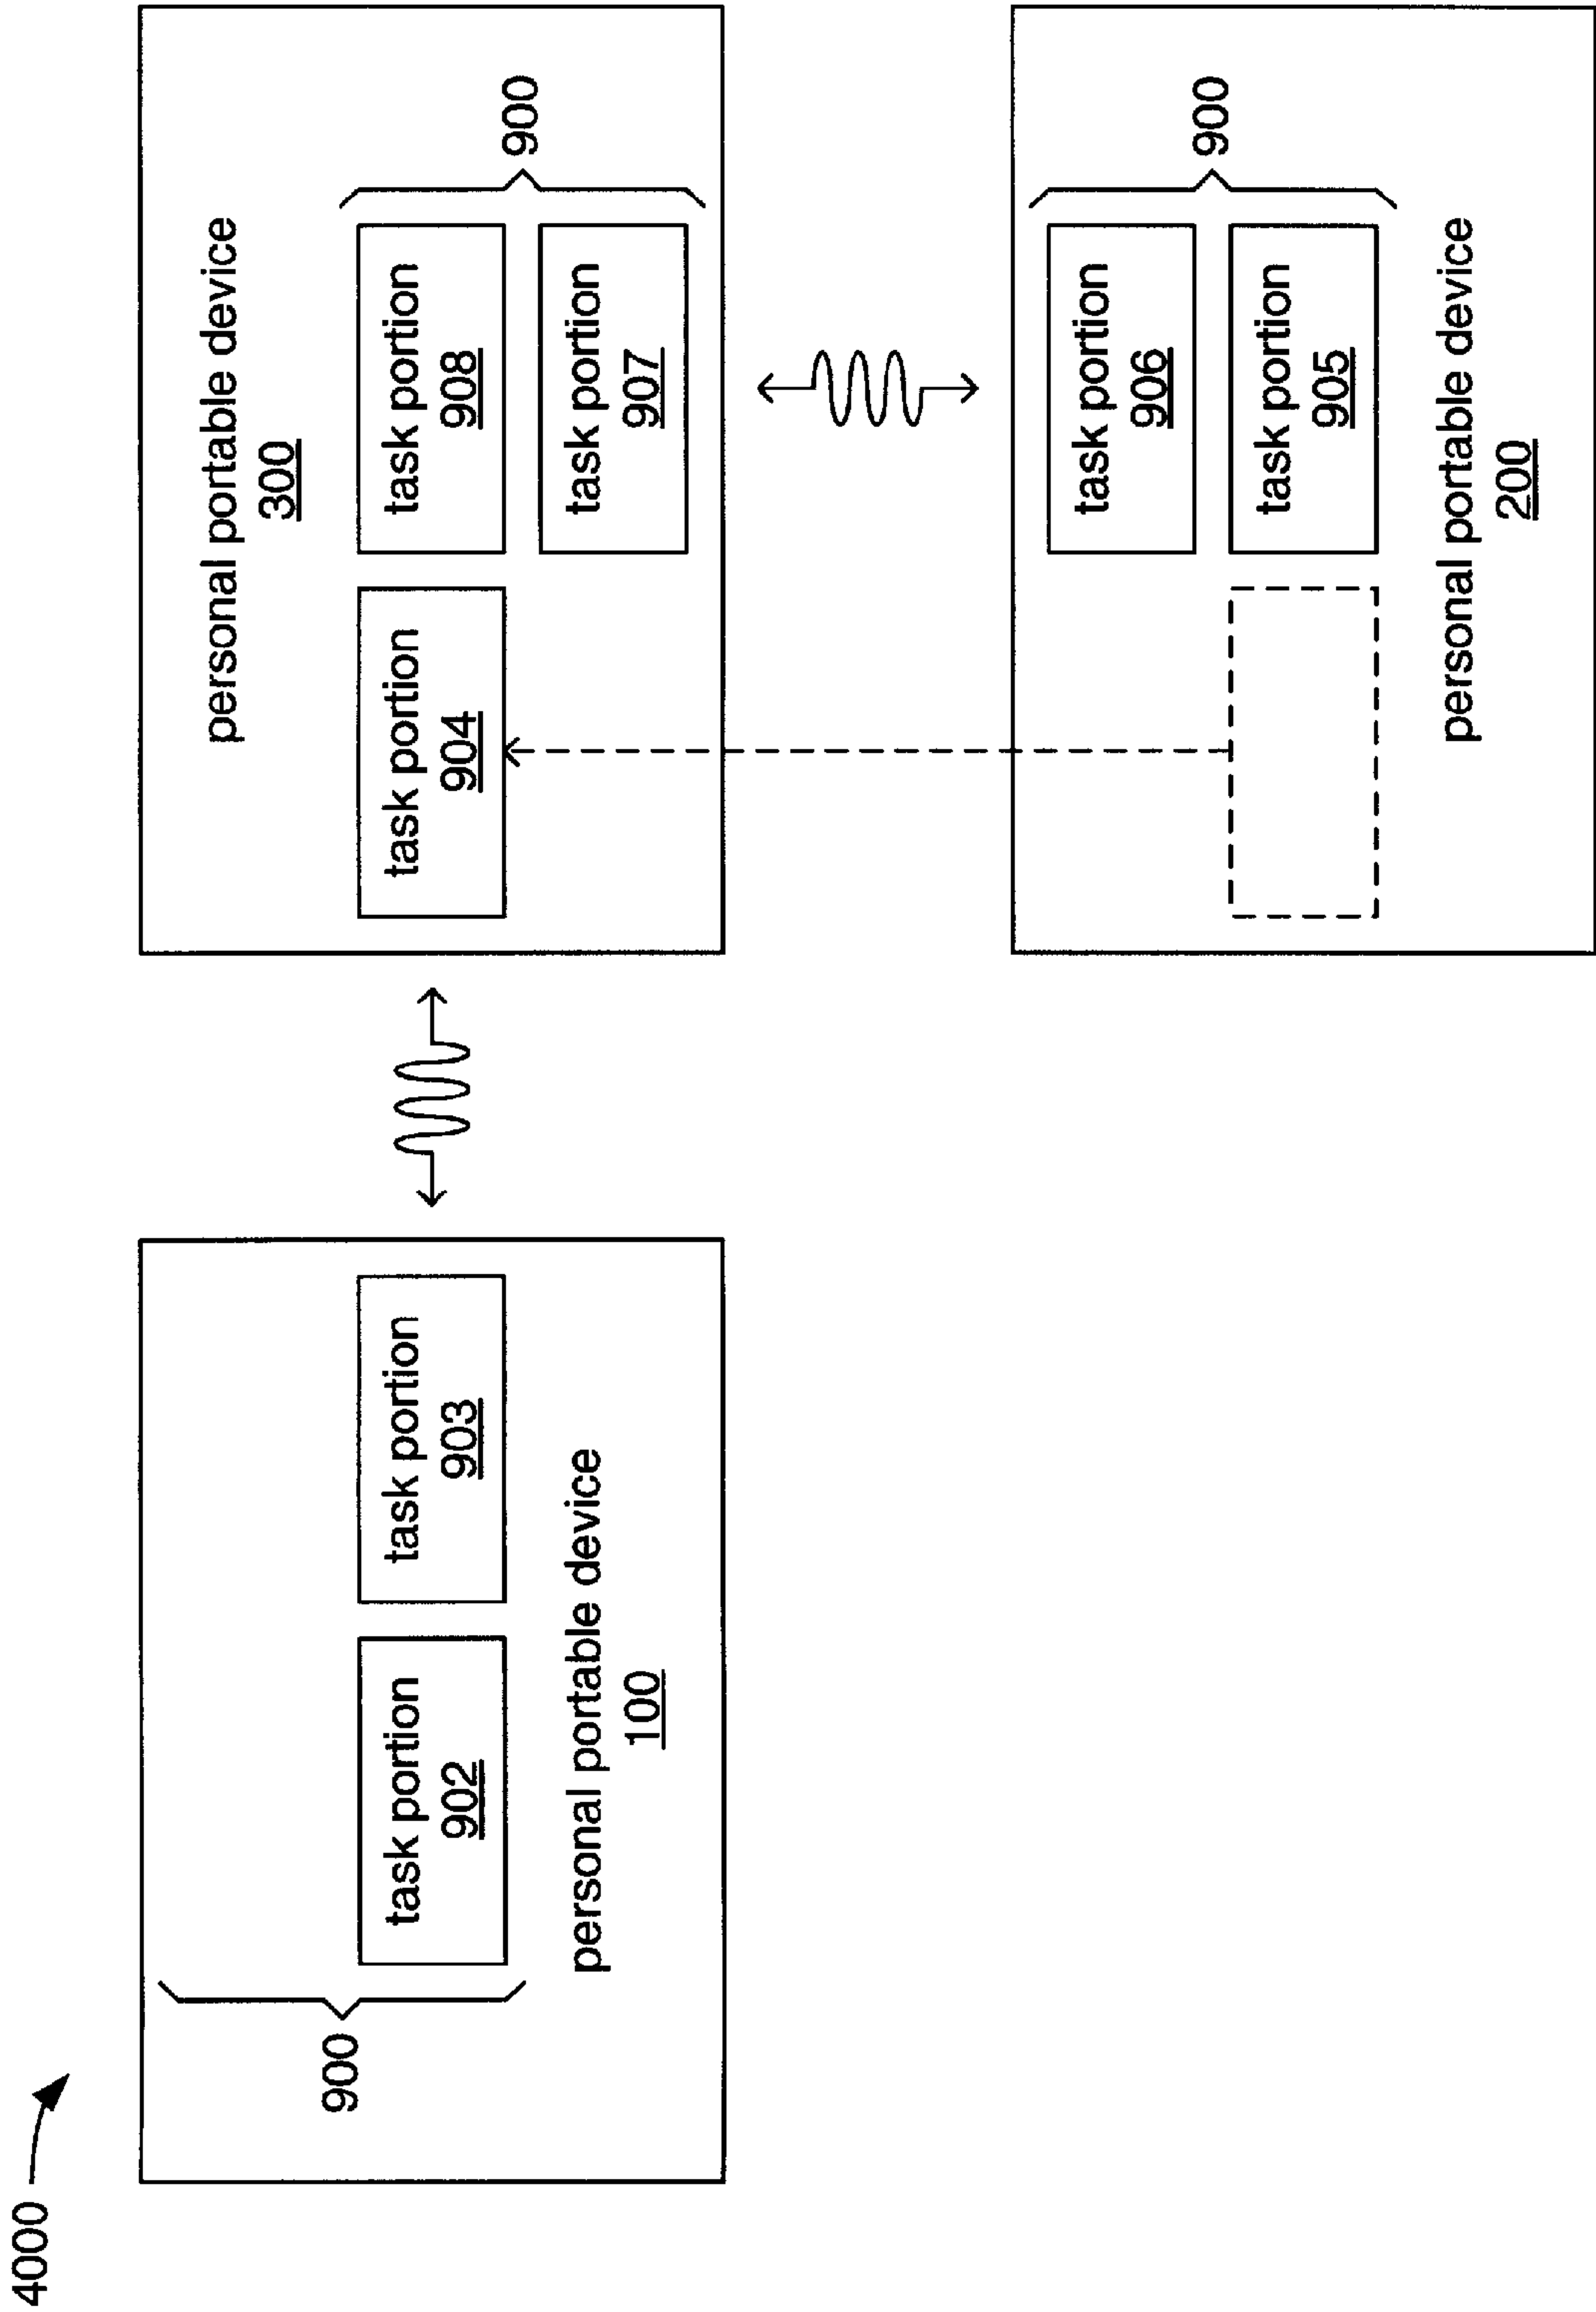 4000
900
task portion
902
task portion
903
personal portable device
100
personal portable device
300
task portion
904
task portion
908
task portion
907
900
task portion
906
task portion
905
900
personal portable device
200